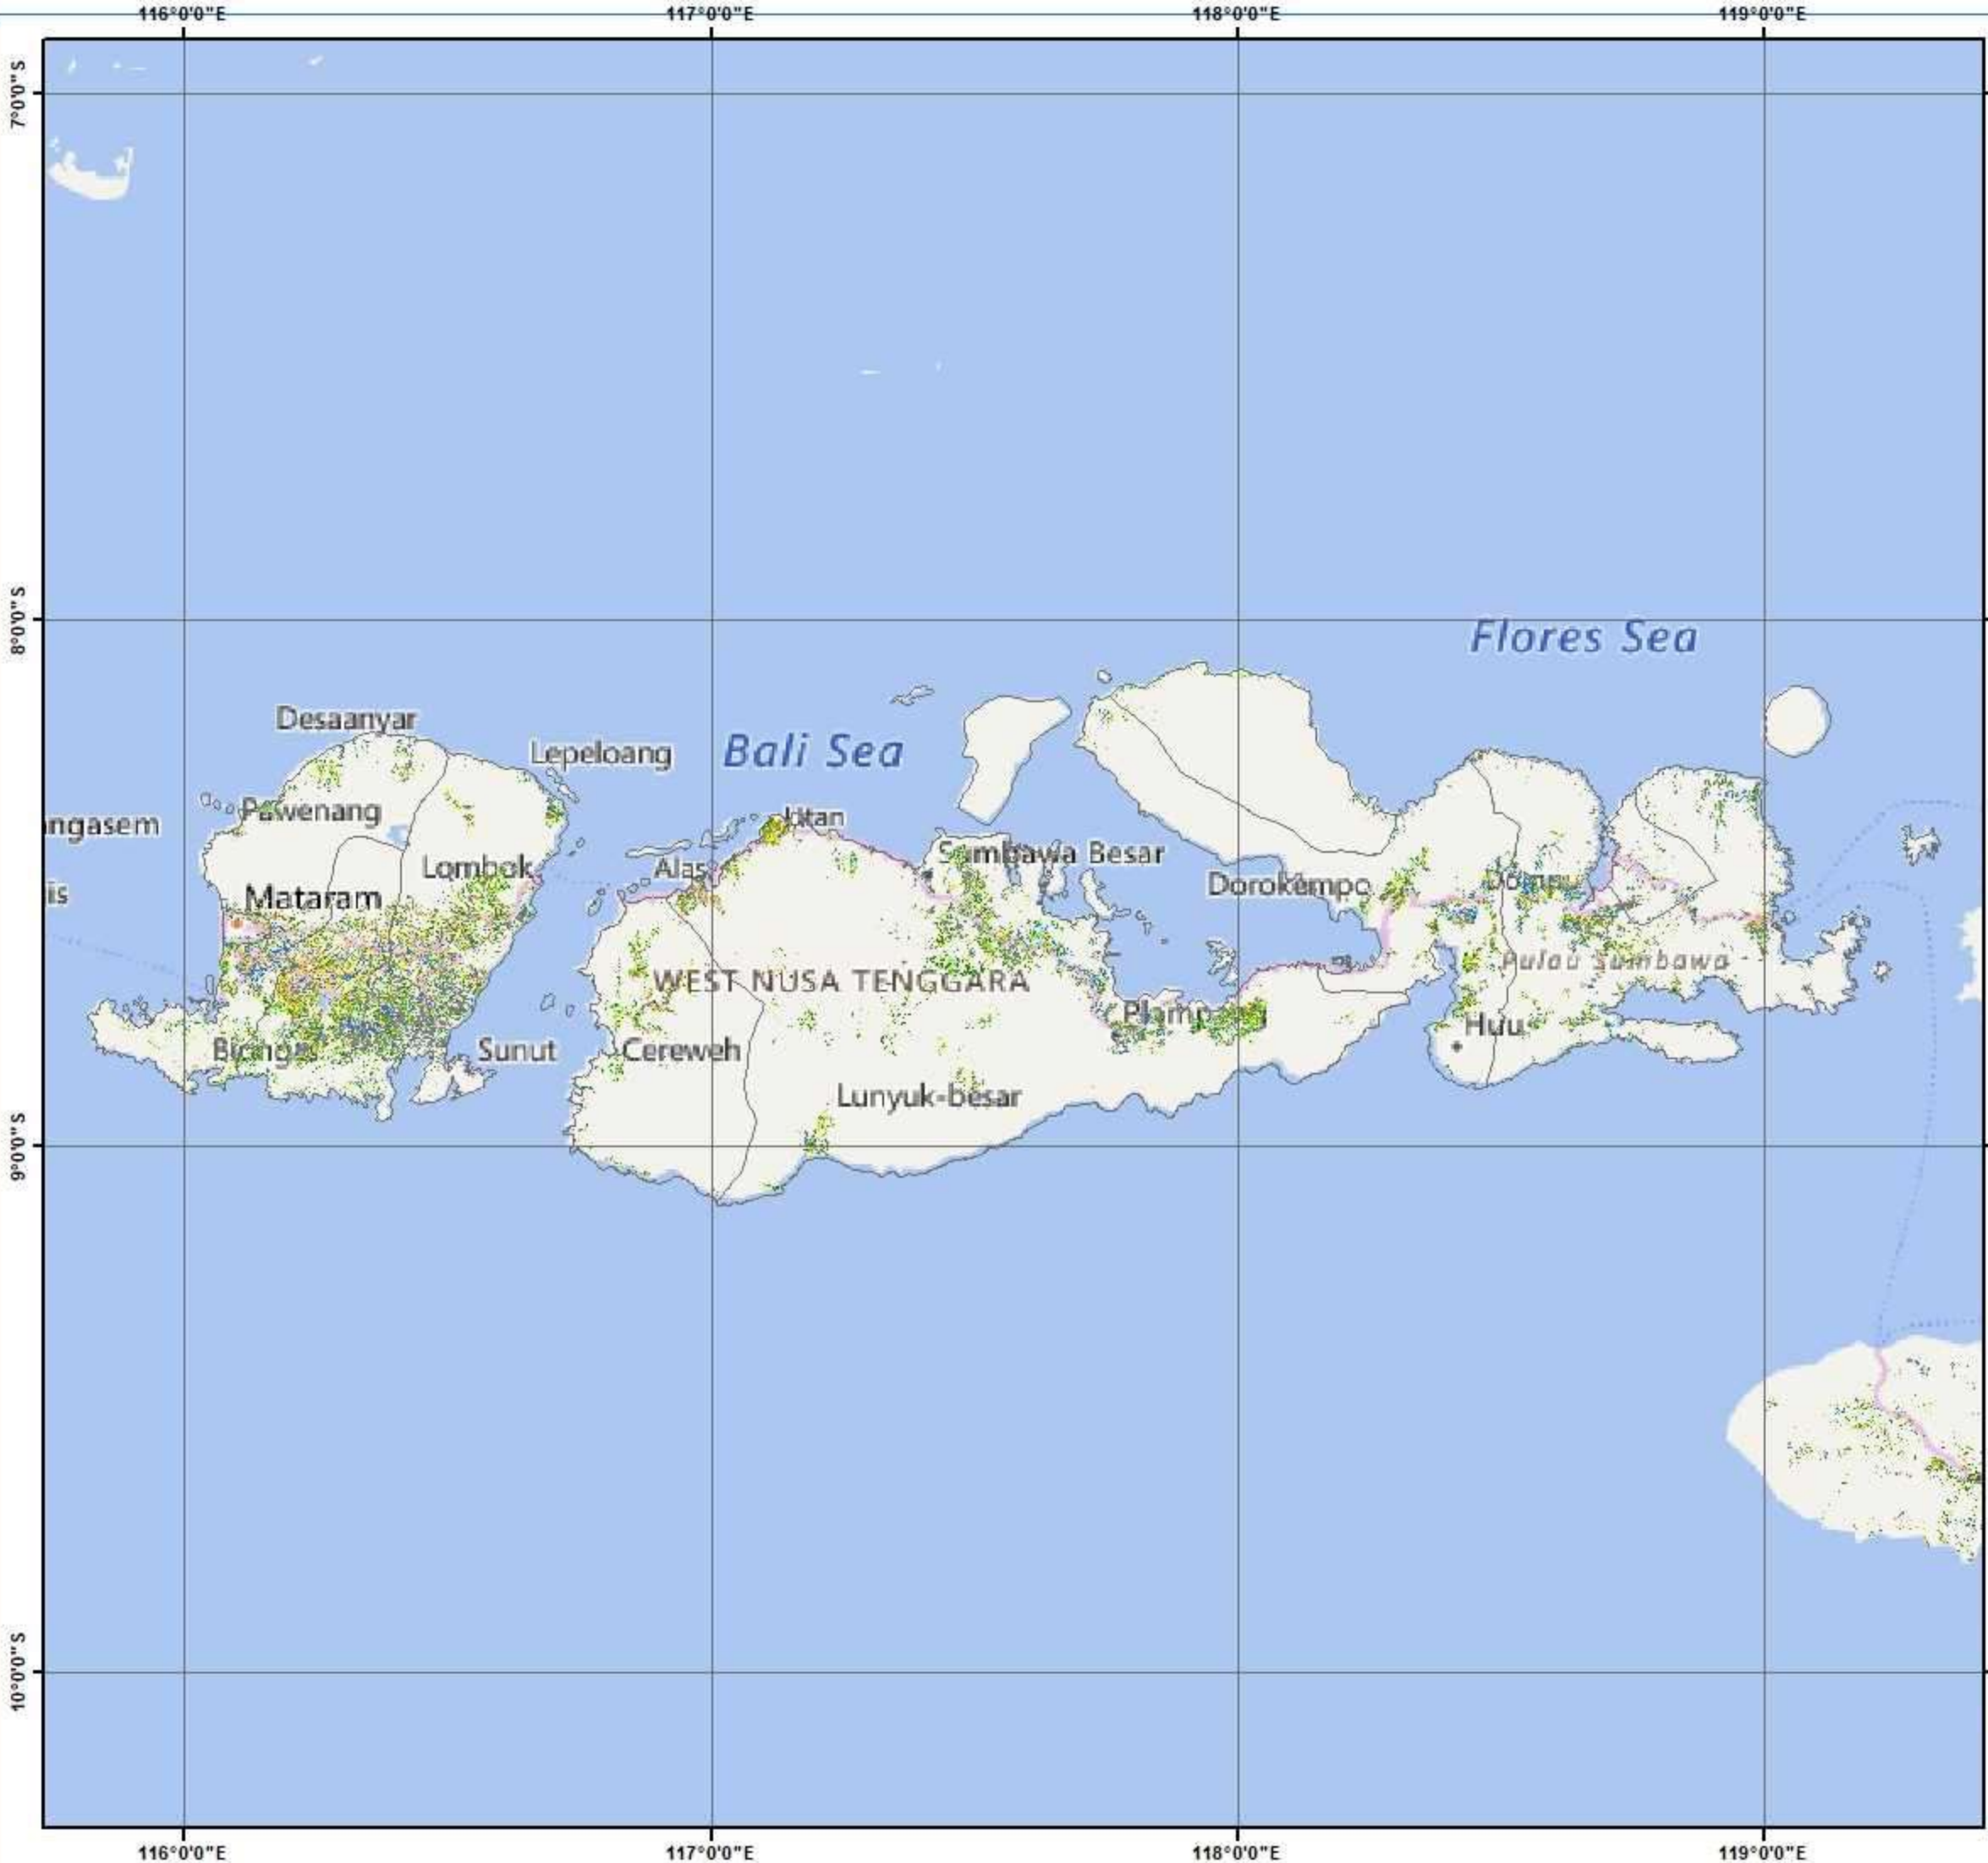 116°0'0"E 117°0'0"E 118°0'0"E 119°0'0"E
7°0'0"S
8°0'0"S
Flores Sea
Desaanyar
Bali Sea
Lepeloang
Pawenang
Utan
ngasem
Sumbawa Besar
Lombok
Alas
Dorokempo
Dompu
is
Mataram
Pulau Sumbawa
WEST NUSA TENGGARA
Plampang
Huu
Sunut
Cereweh
Lunyuk-besar
9°0'0"S
10°0'0"S
116°0'0"E 117°0'0"E 118°0'0"E 119°0'0"E